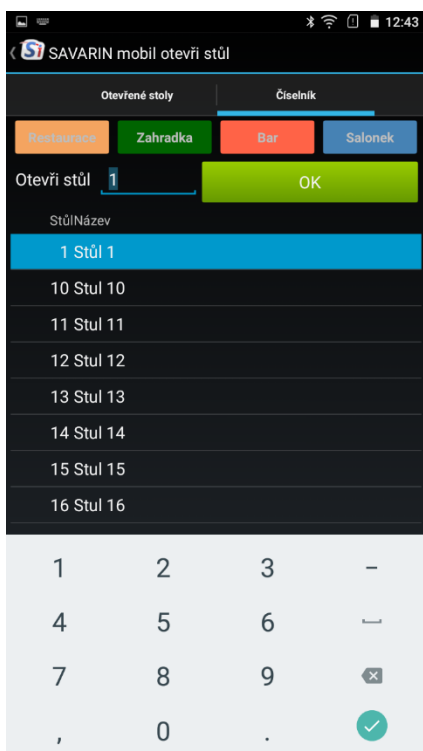 12:43
Si SAVARIN mobil otevři stůl
Otevřené stoly Číselník
Restaurace Zahradka Bar Salonek
Otevři stůl 1 OK
StůlNázev
1 Stůl 1
10 Stul 10
11 Stul 11
12 Stul 12
13 Stul 13
14 Stul 14
15 Stul 15
16 Stul 16
1 2 3 –
4 5 6
7 8 9
, 0 .